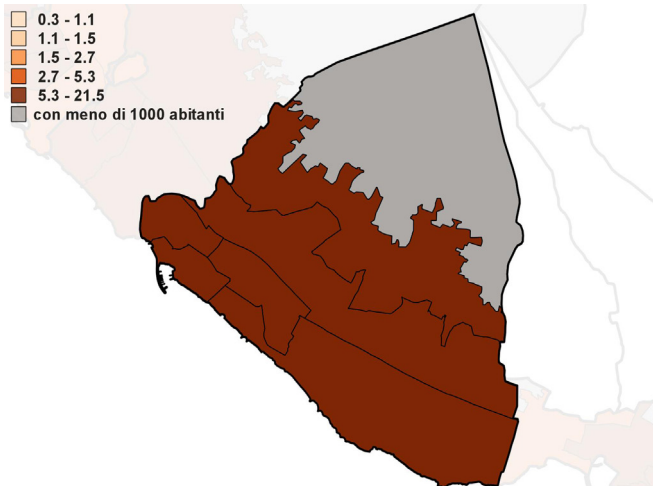 0.3 - 1.1
1.1 - 1.5
1.5 - 2.7
2.7 - 5.3
5.3 - 21.5
con meno di 1000 abitanti